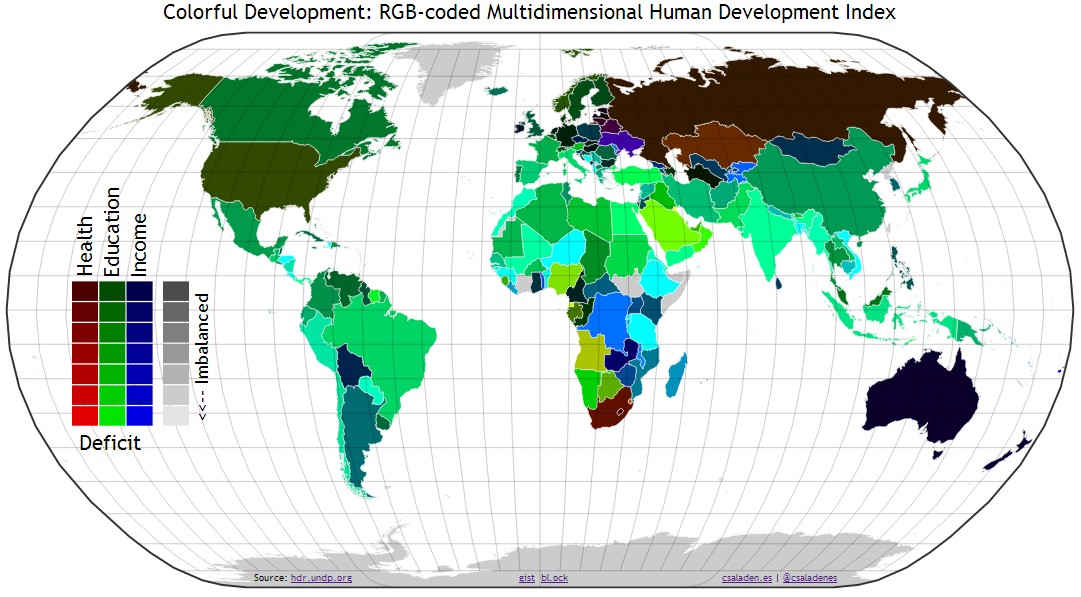 Colorful Development: RGB-coded Multidimensional Human Development Index
Health
Education
Income
<<-- Imbalanced
Deficit
Source: hdr.undp.org
gist bl.ock
csaladen.es | @csaladenes